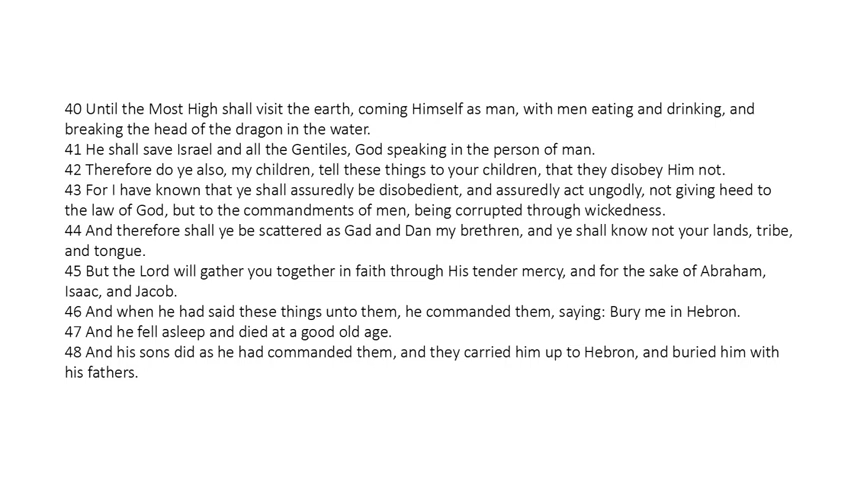 40 Until the Most High shall visit the earth, coming Himself as man, with men eating and drinking, and
breaking the head of the dragon in the water.
41 He shall save Israel and all the Gentiles, God speaking in the person of man.
42 Therefore do ye also, my children, tell these things to your children, that they disobey Him not.
43 For I have known that ye shall assuredly be disobedient, and assuredly act ungodly, not giving heed to
the law of God, but to the commandments of men, being corrupted through wickedness.
44 And therefore shall ye be scattered as Gad and Dan my brethren, and ye shall know not your lands, tribe,
and tongue.
45 But the Lord will gather you together in faith through His tender mercy, and for the sake of Abraham,
Isaac, and Jacob.
46 And when he had said these things unto them, he commanded them, saying: Bury me in Hebron.
47 And he fell asleep and died at a good old age.
48 And his sons did as he had commanded them, and they carried him up to Hebron, and buried him with
his fathers.